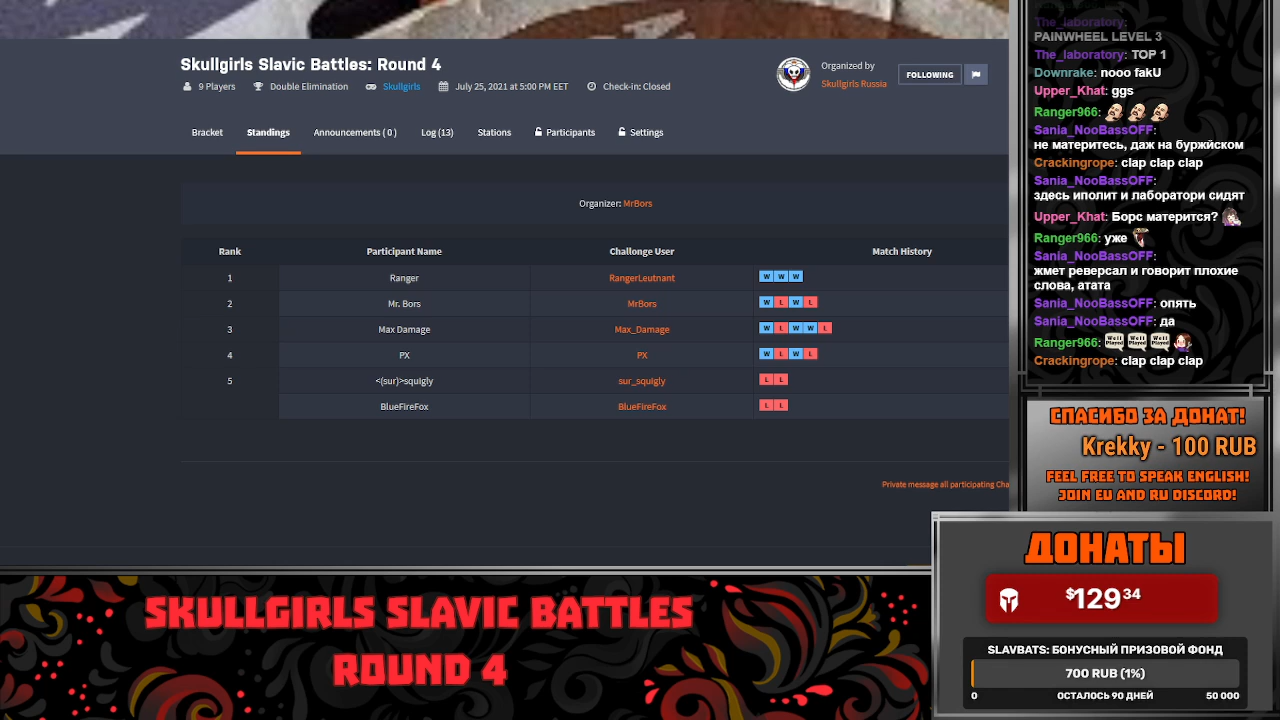 Skullgirls Slavic Battles: Round 4
9 Players Double Elimination Skullgirls July 25, 2021 at 5:00 PM EET Check-in: Closed
Organized by
Skullgirls Russia
FOLLOWING
Bracket Standings Announcements ( 0 ) Log (13) Stations Participants Settings
Organizer: MrBors
Rank Participant Name Challonge User Match History
1 Ranger RangerLeutnant W W W
2 Mr. Bors MrBors W L W L
3 Max Damage Max_Damage W L W W L
4 PX PX W L W L
5 <(sur)>squigly sur_squigly L L
BlueFireFox BlueFireFox L L
Private message all participating Cha
The_laboratory:
PAINWHEEL LEVEL 3
The_laboratory: TOP 1
Downrake: nooo fakU
Upper_Khat: ggs
Ranger966:
Sania_NooBassOFF:
не материтесь, даж на буржйском
Crackingrope: clap clap clap
Sania_NooBassOFF:
здесь иполит и лаборатори сидят
Upper_Khat: Борс матерится?
Ranger966: уже
Sania_NooBassOFF:
жмет реверсал и говорит плохие
слова, атата
Sania_NooBassOFF: опять
Sania_NooBassOFF: да
Ranger966: Well Played Well Played Well Played
Crackingrope: clap clap clap
СПАСИБО ЗА ДОНАТ!
Krekky - 100 RUB
FEEL FREE TO SPEAK ENGLISH!
JOIN EU AND RU DISCORD!
ДОНАТЫ
$129 34
SLAVBATS: БОНУСНЫЙ ПРИЗОВОЙ ФОНД
700 RUB (1%)
0 ОСТАЛОСЬ 90 ДНЕЙ 50 000
SKULLGIRLS SLAVIC BATTLES
ROUND 4